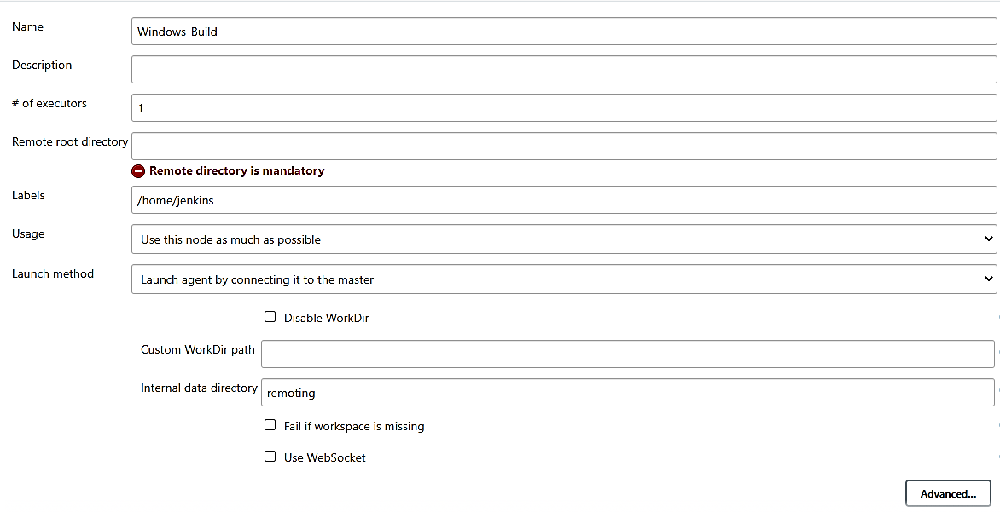 Name
Windows_Build
Description
# of executors
1
Remote root directory
Remote directory is mandatory
Labels
/home/jenkins
Usage
Use this node as much as possible
Launch method
Launch agent by connecting it to the master
Disable WorkDir
Custom WorkDir path
Internal data directory
remoting
Fail if workspace is missing
Use WebSocket
Advanced...